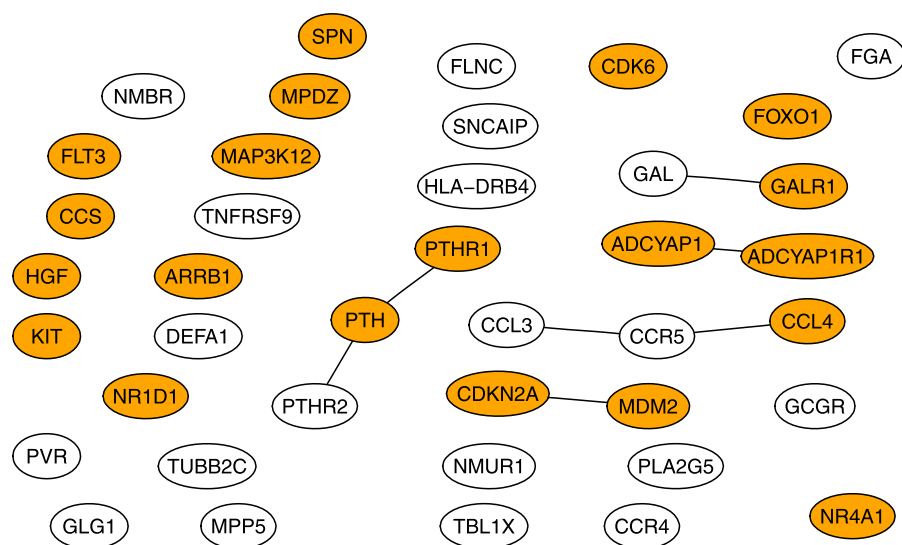 SPN
FLNC
CDK6
FGA
NMBR
MPDZ
SNCAIP
FOXO1
FLT3
MAP3K12
HLA−DRB4
GAL
GALR1
CCS
TNFRSF9
PTHR1
ADCYAP1
ADCYAP1R1
HGF
ARRB1
KIT
DEFA1
PTH
CCL3
CCR5
CCL4
NR1D1
PTHR2
CDKN2A
MDM2
GCGR
PVR
TUBB2C
NMUR1
PLA2G5
GLG1
MPP5
TBL1X
CCR4
NR4A1